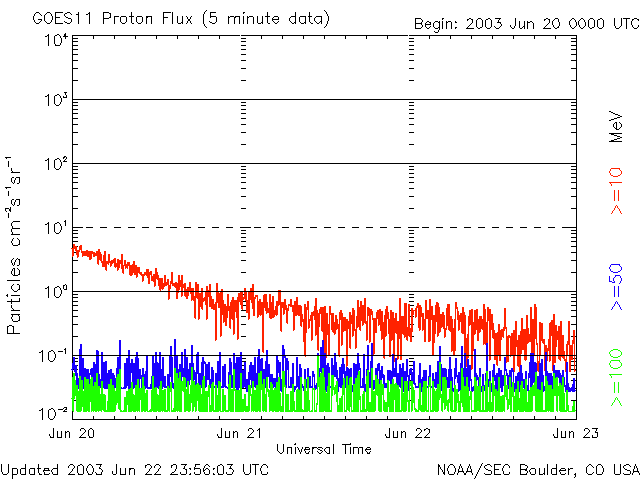 GOES11 Proton Flux (5 minute data)
Begin: 2003 Jun 20 0000 UTC
10⁴
10³
10²
10¹
10⁰
10⁻¹
10⁻²
Particles cm⁻²s⁻¹sr⁻¹
MeV
>=10
>=50
>=100
Jun 20 Jun 21 Jun 22 Jun 23
Universal Time
Updated 2003 Jun 22 23:56:03 UTC
NOAA/SEC Boulder, CO USA